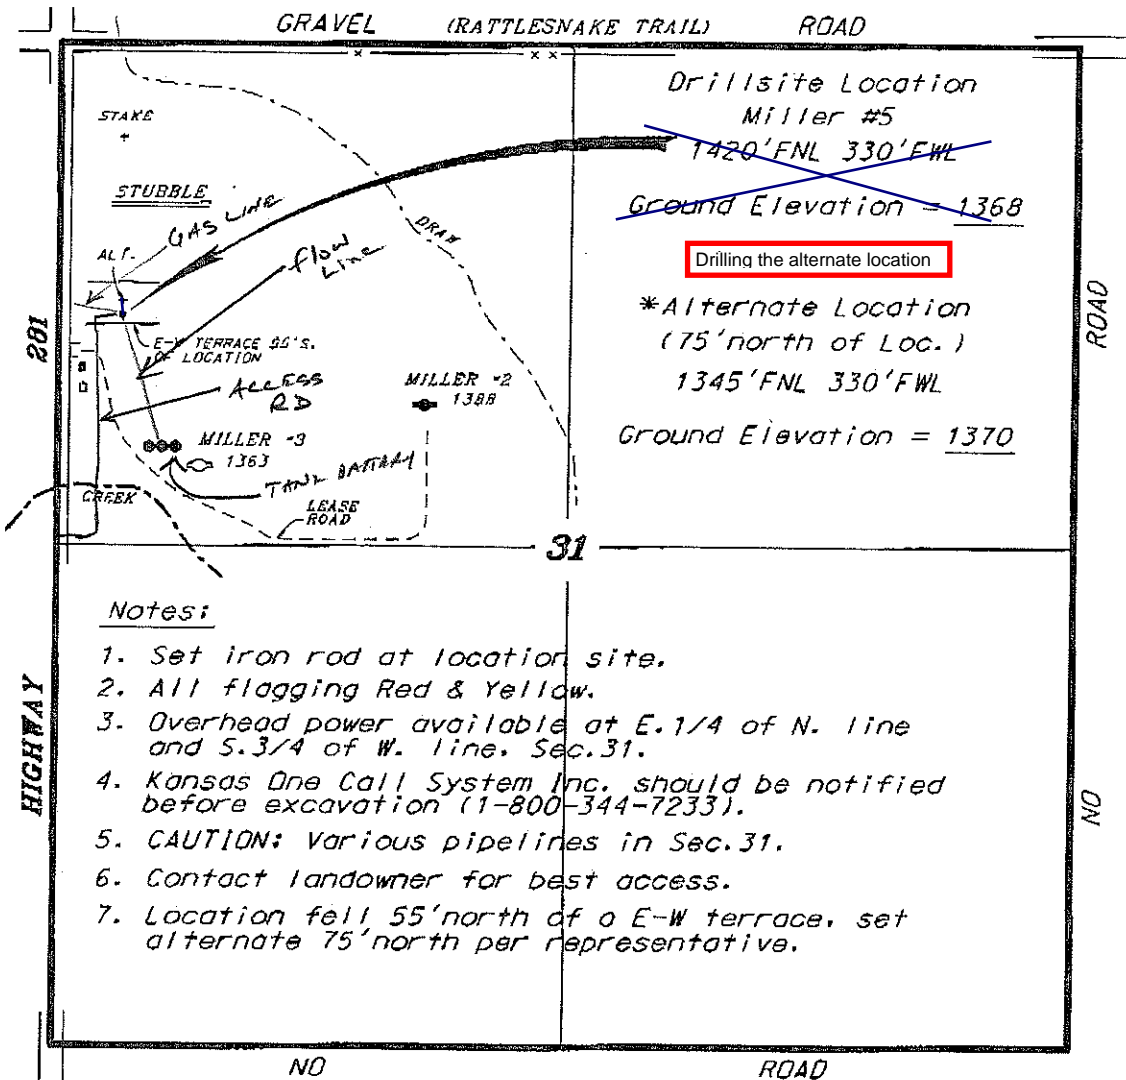 GRAVEL (RATTLESNAKE TRAIL) ROAD
Drillsite Location
Miller #5
1420'FNL 330'FWL
Ground Elevation = 1368
Drilling the alternate location
*Alternate Location
(75'north of Loc.)
1345'FNL 330'FWL
Ground Elevation = 1370
STAKE
STUBBLE
GAS LINE
ALT.
flow
Line
DRAW
E-W TERRACE 55'S.
OF LOCATION
ACCESS
RD
MILLER -2
1388
MILLER -3
1363
TANK BATTERY
CREEK
LEASE
ROAD
31
281
HIGHWAY
ROAD
NO
Notes:
1. Set iron rod at location site.
2. All flagging Red & Yellow.
3. Overhead power available at E.1/4 of N. line
and S.3/4 of W. line, Sec.31.
4. Kansas One Call System Inc. should be notified
before excavation (1-800-344-7233).
5. CAUTION: Various pipelines in Sec.31.
6. Contact landowner for best access.
7. Location fell 55'north of a E-W terrace, set
alternate 75'north per representative.
NO ROAD